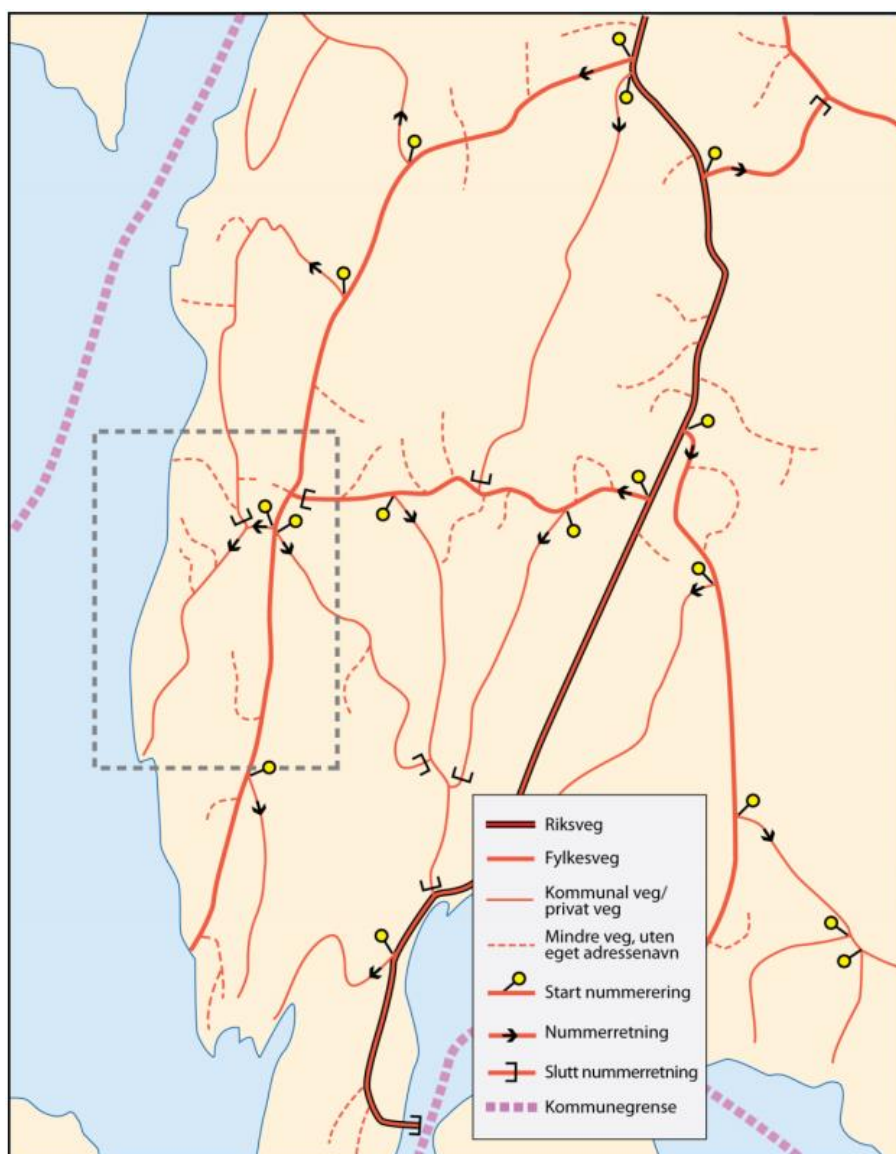 Riksveg
Fylkesveg
Kommunal veg/
privat veg
Mindre veg, uten
eget adressenavn
Start nummerering
Nummerretning
Slutt nummerretning
Kommunegrense